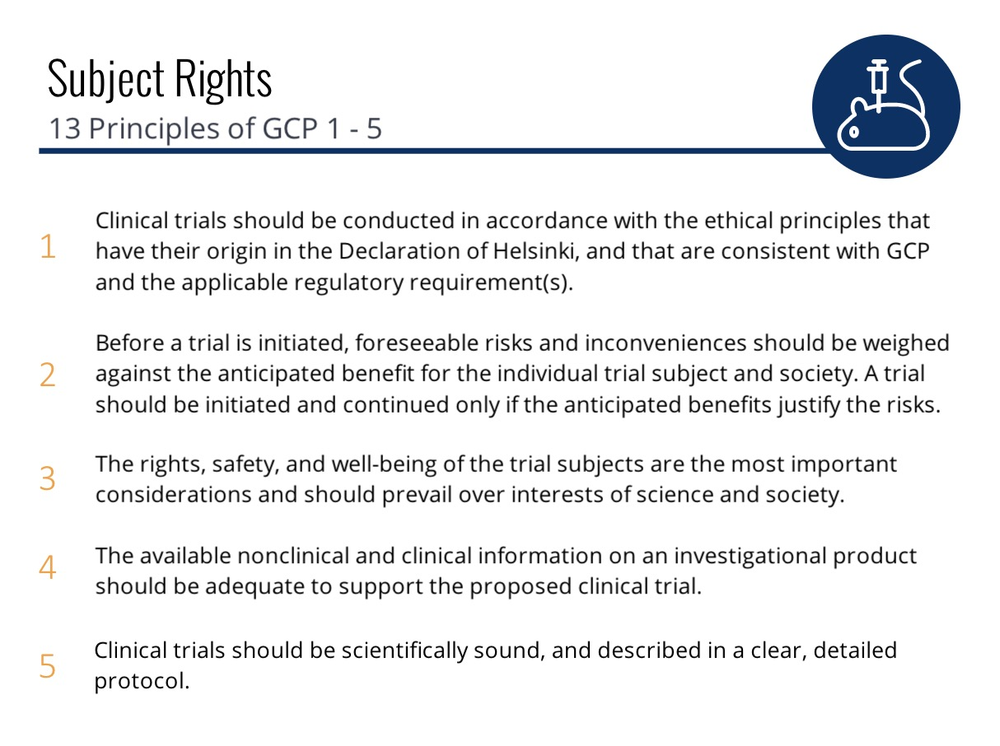 Subject Rights
13 Principles of GCP 1 - 5
1
Clinical trials should be conducted in accordance with the ethical principles that
have their origin in the Declaration of Helsinki, and that are consistent with GCP
and the applicable regulatory requirement(s).
2
Before a trial is initiated, foreseeable risks and inconveniences should be weighed
against the anticipated benefit for the individual trial subject and society. A trial
should be initiated and continued only if the anticipated benefits justify the risks.
3
The rights, safety, and well-being of the trial subjects are the most important
considerations and should prevail over interests of science and society.
4
The available nonclinical and clinical information on an investigational product
should be adequate to support the proposed clinical trial.
5
Clinical trials should be scientifically sound, and described in a clear, detailed
protocol.